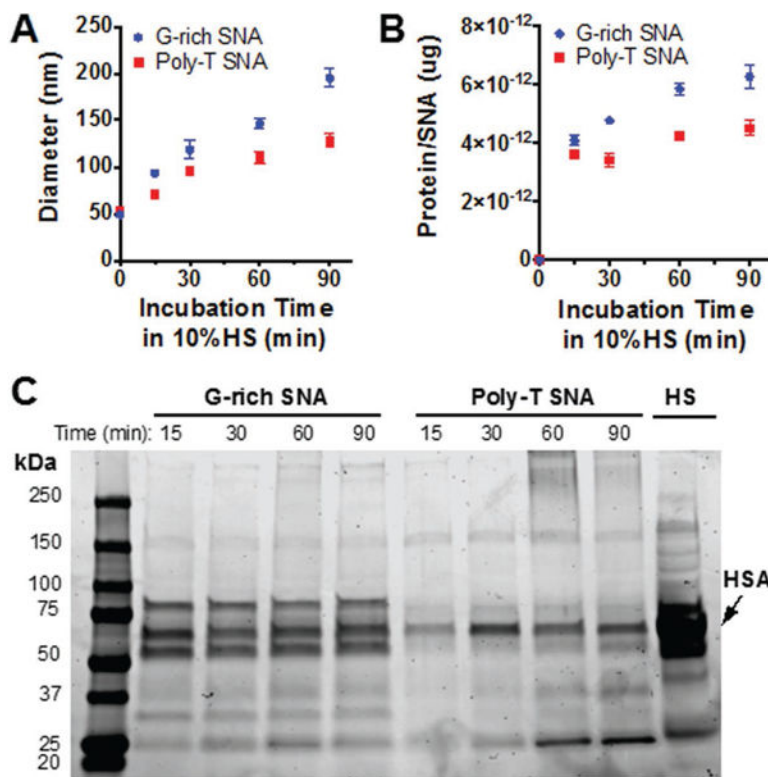 A
G-rich SNA
Poly-T SNA
250
200
150
100
50
0
Diameter (nm)
0 30 60 90
Incubation Time
in 10%HS (min)
B
G-rich SNA
Poly-T SNA
8×10-12
6×10-12
4×10-12
2×10-12
0
Protein/SNA (ug)
0 30 60 90
Incubation Time
in 10%HS (min)
C
G-rich SNA Poly-T SNA HS
Time (min): 15 30 60 90 15 30 60 90
kDa
250
150
100
75
HSA
50
37
25
20